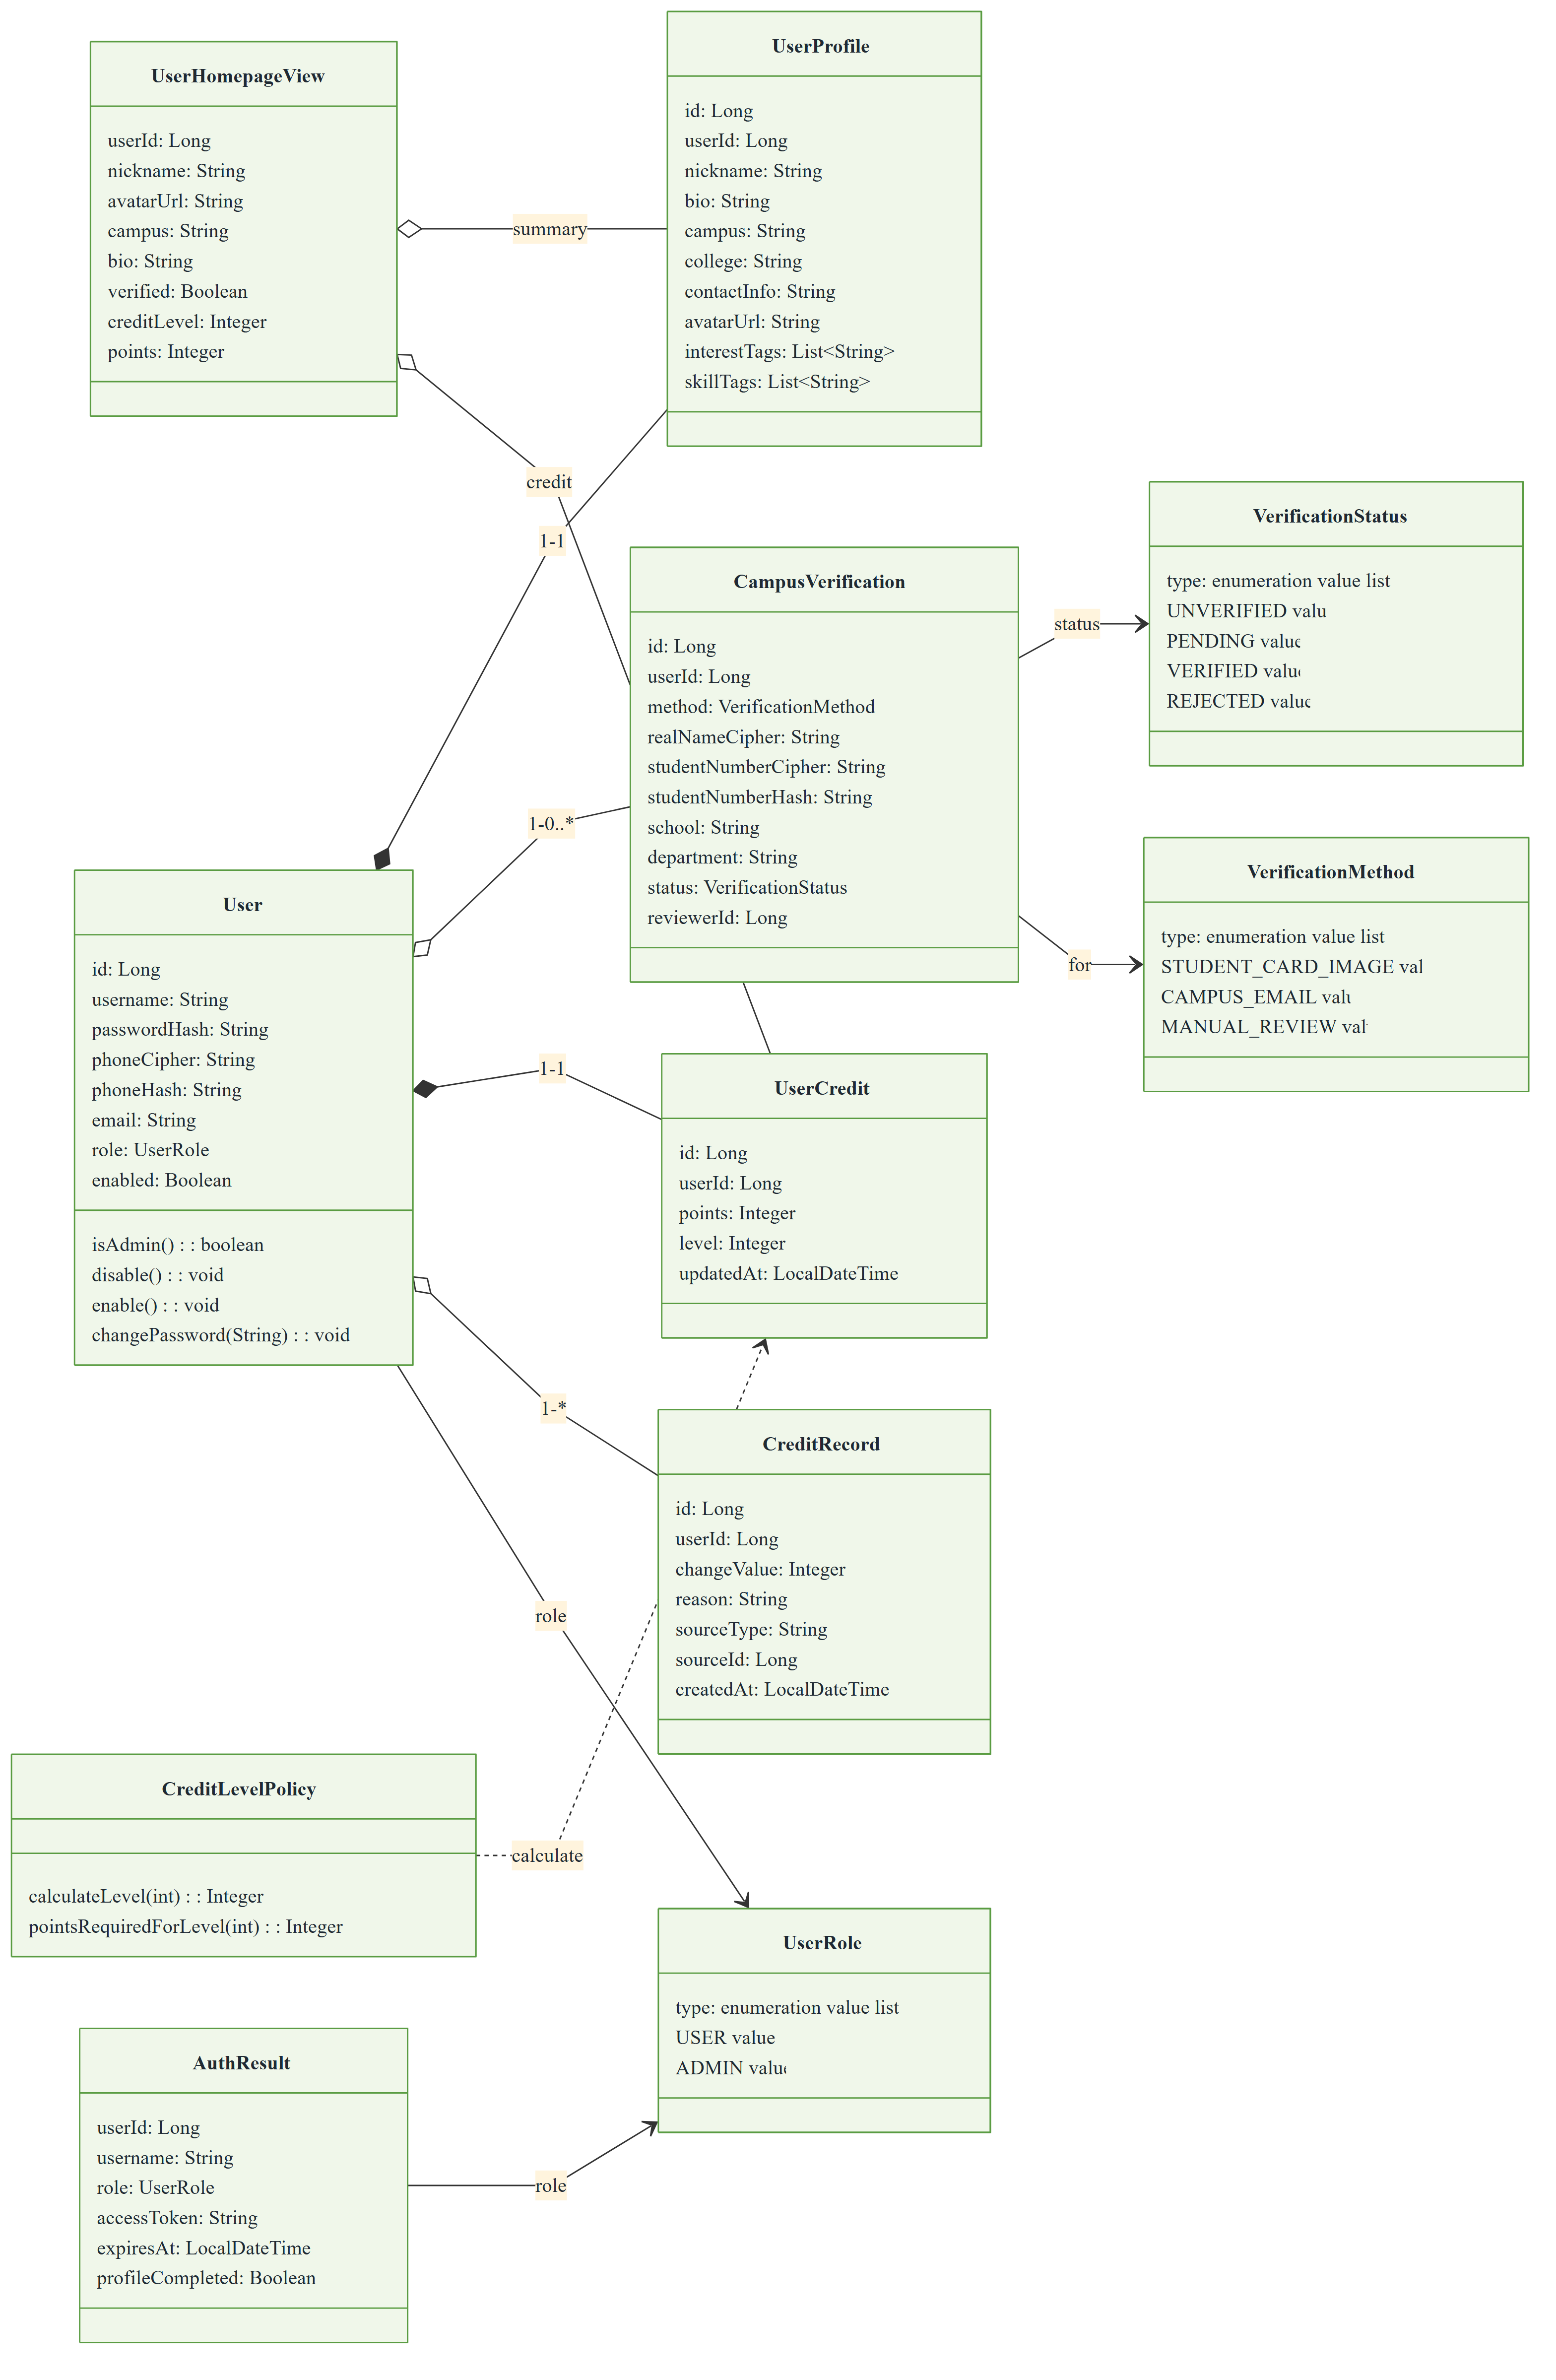 UserHomepageView
userId: Long
nickname: String
avatarUrl: String
campus: String
bio: String
verified: Boolean
creditLevel: Integer
points: Integer
UserProfile
id: Long
userId: Long
nickname: String
bio: String
campus: String
college: String
contactInfo: String
avatarUrl: String
interestTags: List<String>
skillTags: List<String>
summary
credit
1-1
CampusVerification
id: Long
userId: Long
method: VerificationMethod
realNameCipher: String
studentNumberCipher: String
studentNumberHash: String
school: String
department: String
status: VerificationStatus
reviewerId: Long
status
VerificationStatus
type: enumeration value list
UNVERIFIED valu
PENDING value
VERIFIED value
REJECTED value
for
VerificationMethod
type: enumeration value list
STUDENT_CARD_IMAGE val
CAMPUS_EMAIL valu
MANUAL_REVIEW val
1-0..*
User
id: Long
username: String
passwordHash: String
phoneCipher: String
phoneHash: String
email: String
role: UserRole
enabled: Boolean
isAdmin() : : boolean
disable() : : void
enable() : : void
changePassword(String) : : void
1-1
UserCredit
id: Long
userId: Long
points: Integer
level: Integer
updatedAt: LocalDateTime
1-*
CreditRecord
id: Long
userId: Long
changeValue: Integer
reason: String
sourceType: String
sourceId: Long
createdAt: LocalDateTime
role
CreditLevelPolicy
calculateLevel(int) : : Integer
pointsRequiredForLevel(int) : : Integer
calculate
UserRole
type: enumeration value list
USER value
ADMIN value
AuthResult
userId: Long
username: String
role: UserRole
accessToken: String
expiresAt: LocalDateTime
profileCompleted: Boolean
role